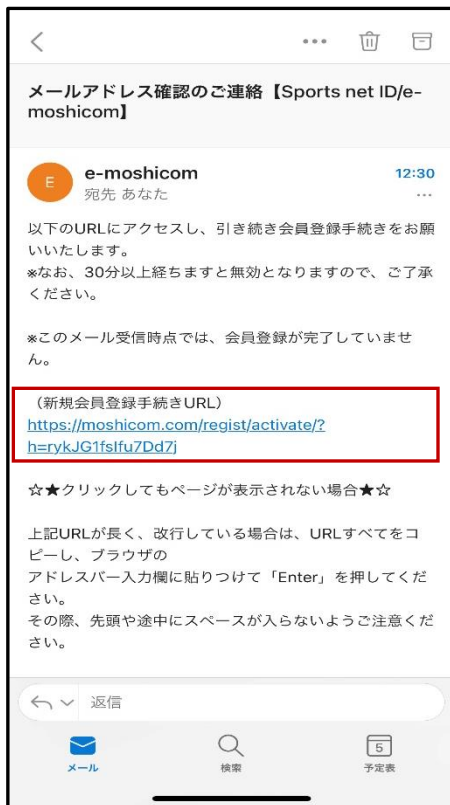 メールアドレス確認のご連絡【Sports net ID/e-
moshicom】
E
e-moshicom
12:30
宛先 あなた
以下のURLにアクセスし、引き続き会員登録手続きをお願
いいたします。
※なお、30分以上経ちますと無効となりますので、ご了承
ください。
※このメール受信時点では、会員登録が完了していませ
ん。
（新規会員登録手続きURL）
https://moshicom.com/regist/activate/?
h=rykJG1fsIfu7Dd7j
☆★クリックしてもページが表示されない場合★☆
上記URLが長く、改行している場合は、URLすべてをコ
ピーし、ブラウザの
アドレスバー入力欄に貼りつけて「Enter」を押してくだ
さい。
その際、先頭や途中にスペースが入らないようご注意くだ
さい。
返信
メール
検索
5
予定表